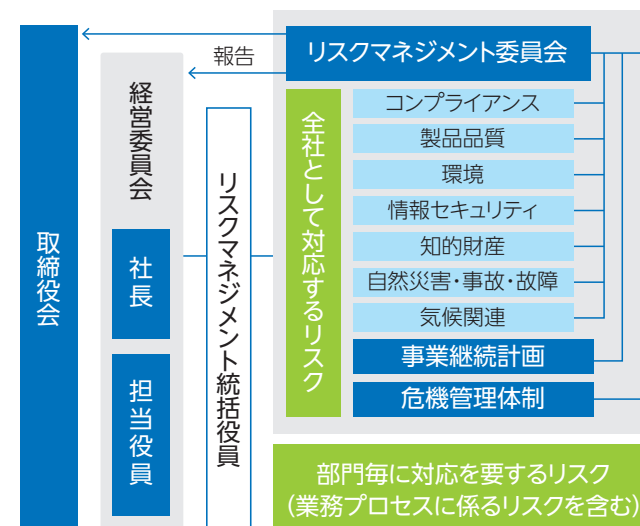 取締役会
報告
経営委員会
社長
担当役員
リスクマネジメント統括役員
リスクマネジメント委員会
全社として対応するリスク
コンプライアンス
製品品質
環境
情報セキュリティ
知的財産
自然災害・事故・故障
気候関連
事業継続計画
危機管理体制
部門毎に対応を要するリスク
(業務プロセスに係るリスクを含む)